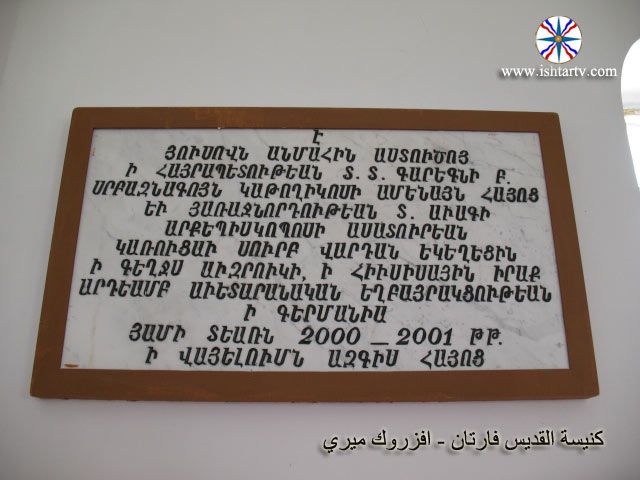 www.ishtartv.com
Է
ՅՈՒՍՈՎՆ ԱՆՄԱՀԻՆ ԱՍՏՈՒԾՈՅ
Ի ՀԱՅՐԱՊԵՏՈՒԹԵԱՆ Տ.Տ. ԳԱՐԵԳՆԻ Բ.
ՍՐԲԱԶՆԱԳՈՅՆ ԿԱԹՈՂԻԿՈՍԻ ԱՄԵՆԱՅՆ ՀԱՅՈՑ
ԵՒ ՅԱՌԱՋՆՈՐԴՈՒԹԵԱՆ Տ. ԱՒԱԳԻ
ԱՐՔԵՊԻՍԿՈՊՈՍԻ ԱՍԱՏՈՒՐԵԱՆ
ԿԱՌՈՒՑԱՒ ՍՈՒՐԲ ՎԱՐԴԱՆ ԵԿԵՂԵՑԻՆ
Ի ԳԵՂՋՍ ԱՒԶՐՈՒԿԻ, Ի ՀԻՒՍԻՍԱՅԻՆ ԻՐԱՔ
ԱՐԴԵԱՄԲ ԱՒԵՏԱՐԱՆԱԿԱՆ ԵՂԲԱՅՐԱԿՑՈՒԹԵԱՆ
Ի ԳԵՐՄԱՆԻԱ
ՅԱՄԻ ՏԵԱՌՆ 2000 _ 2001 ԹԹ.
Ի ՎԱՅԵԼՈՒՄՆ ԱԶԳԻՍ ՀԱՅՈՑ
كنيسة القديس فارتان - افزروك ميري